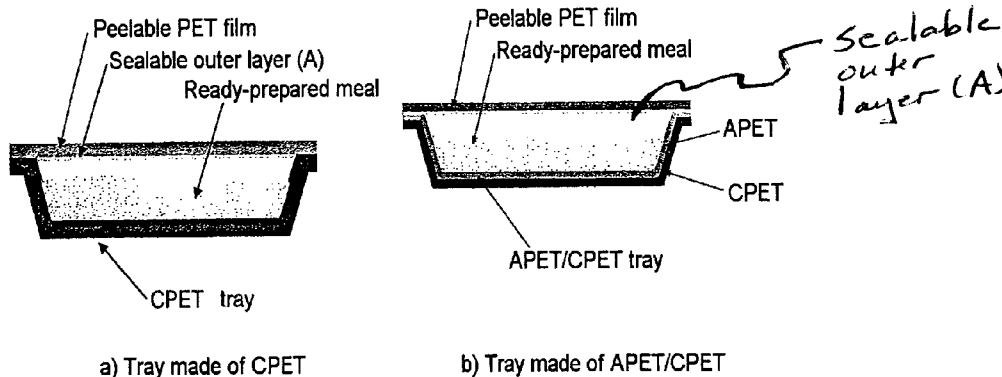 Peelable PET film
Sealable outer layer (A)
Ready-prepared meal
CPET tray
a) Tray made of CPET
Peelable PET film
Ready-prepared meal
Sealable
outer
layer (A)
APET
CPET
APET/CPET tray
b) Tray made of APET/CPET